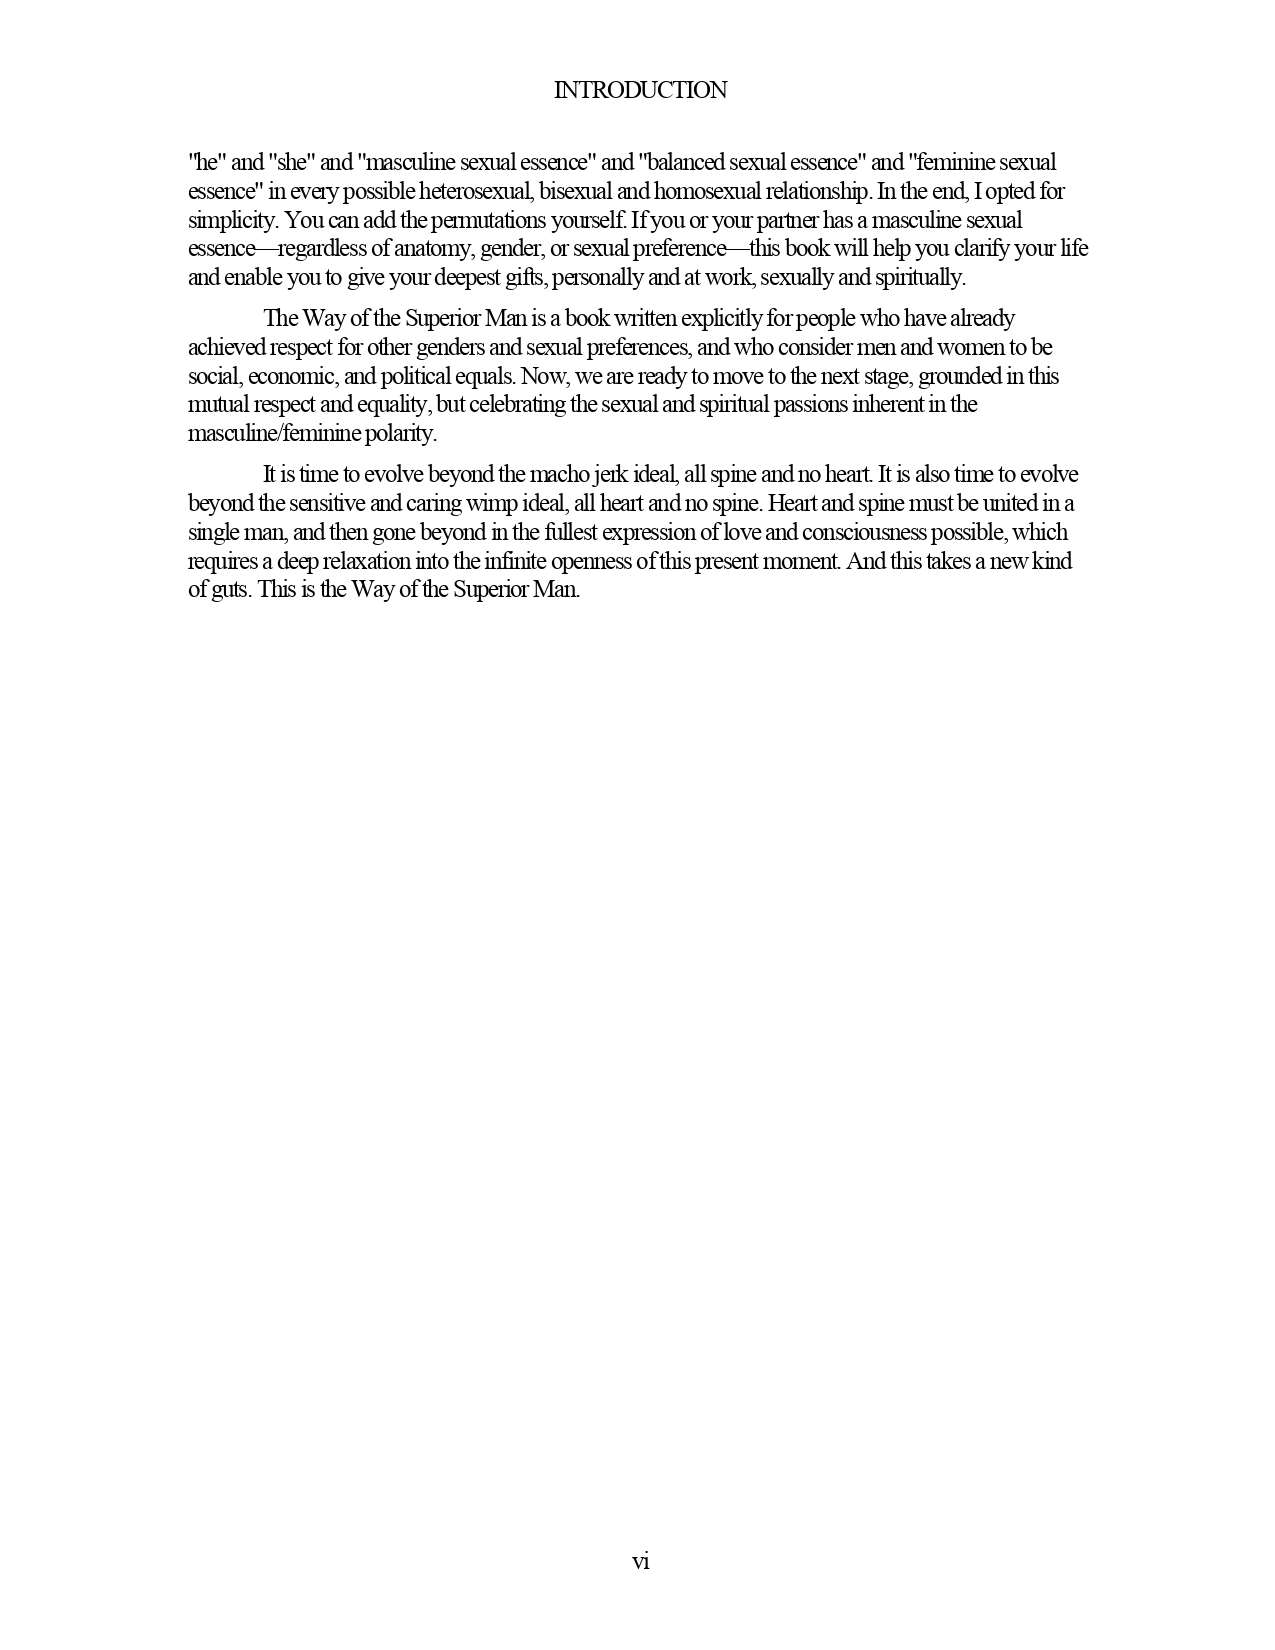 INTRODUCTION
"he" and "she" and "masculine sexual essence" and "balanced sexual essence" and "feminine sexual
essence" in every possible heterosexual, bisexual and homosexual relationship. In the end, I opted for
simplicity. You can add the permutations yourself. If you or your partner has a masculine sexual
essence—regardless of anatomy, gender, or sexual preference—this book will help you clarify your life
and enable you to give your deepest gifts, personally and at work, sexually and spiritually.
The Way of the Superior Man is a book written explicitly for people who have already
achieved respect for other genders and sexual preferences, and who consider men and women to be
social, economic, and political equals. Now, we are ready to move to the next stage, grounded in this
mutual respect and equality, but celebrating the sexual and spiritual passions inherent in the
masculine/feminine polarity.
It is time to evolve beyond the macho jerk ideal, all spine and no heart. It is also time to evolve
beyond the sensitive and caring wimp ideal, all heart and no spine. Heart and spine must be united in a
single man, and then gone beyond in the fullest expression of love and consciousness possible, which
requires a deep relaxation into the infinite openness of this present moment. And this takes a new kind
of guts. This is the Way of the Superior Man.
vi